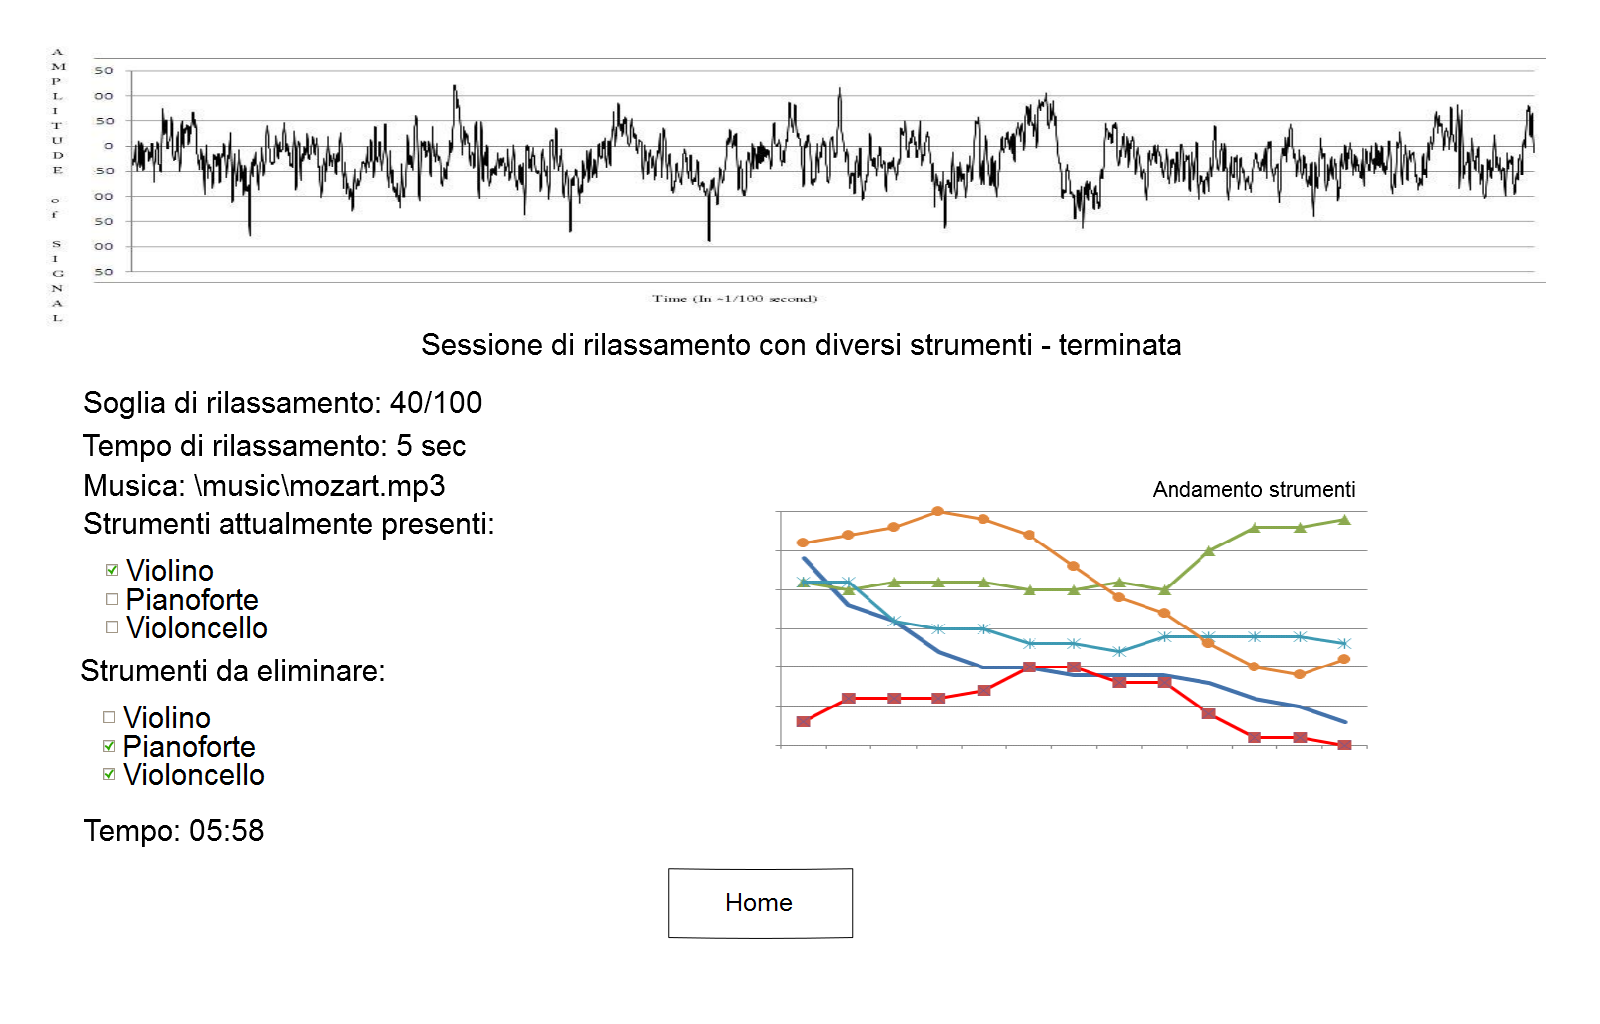 AMPLITUDE of SIGNAL
50
00
50
0
50
00
50
00
50
Time (In ~1/100 second)
Sessione di rilassamento con diversi strumenti - terminata
Soglia di rilassamento: 40/100
Tempo di rilassamento: 5 sec
Musica: \music\mozart.mp3
Strumenti attualmente presenti:
Violino
Pianoforte
Violoncello
Strumenti da eliminare:
Violino
Pianoforte
Violoncello
Tempo: 05:58
Andamento strumenti
Home